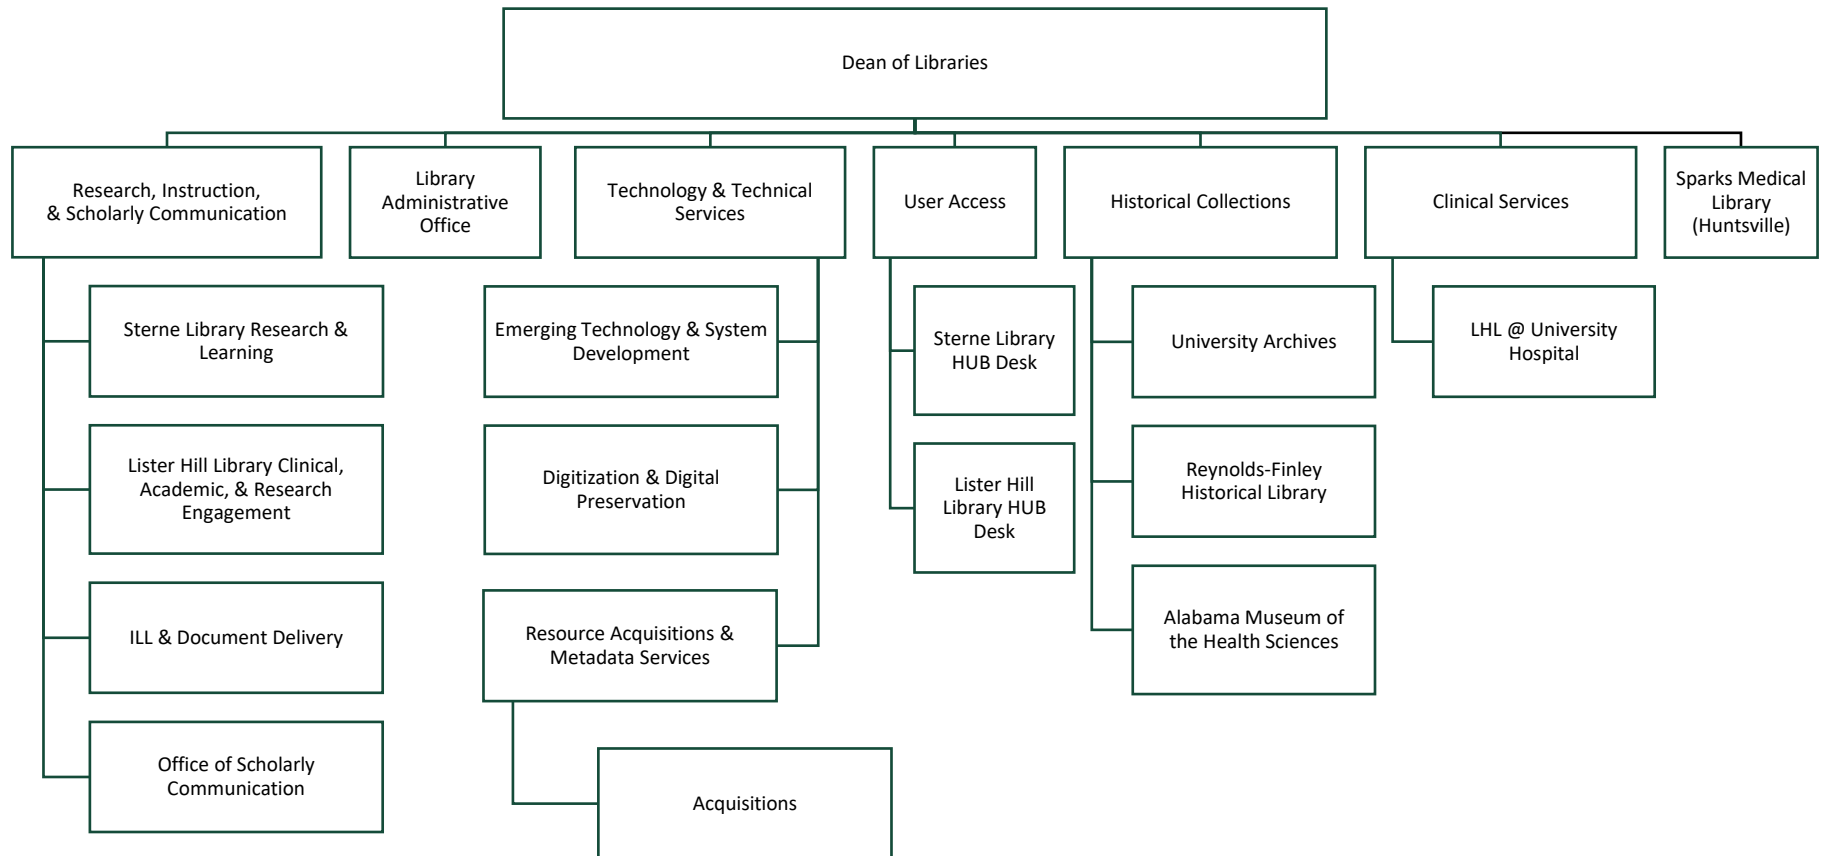 Dean of Libraries
Research, Instruction,
& Scholarly Communication
Library
Administrative
Office
Technology & Technical
Services
User Access
Historical Collections
Clinical Services
Sparks Medical
Library
(Huntsville)
Sterne Library Research &
Learning
Lister Hill Library Clinical,
Academic, & Research
Engagement
ILL & Document Delivery
Office of Scholarly
Communication
Emerging Technology & System
Development
Digitization & Digital
Preservation
Resource Acquisitions &
Metadata Services
Acquisitions
Sterne Library
HUB Desk
Lister Hill
Library HUB
Desk
University Archives
Reynolds-Finley
Historical Library
Alabama Museum of
the Health Sciences
LHL @ University
Hospital